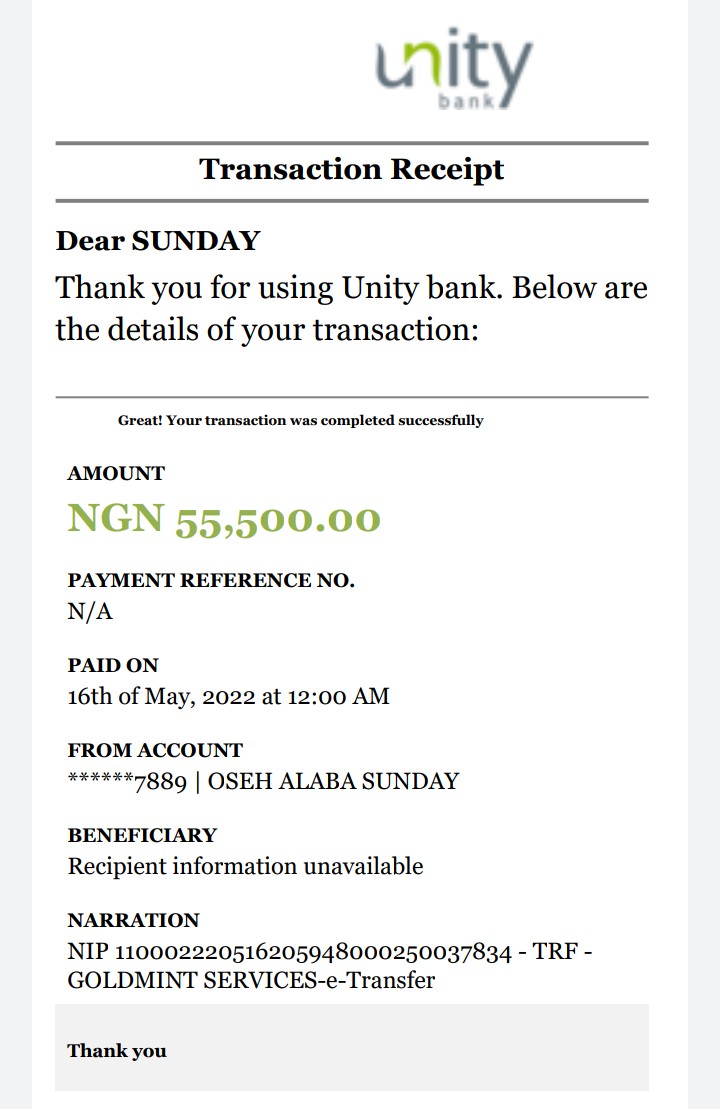 unity
bank
Transaction Receipt
Dear SUNDAY
Thank you for using Unity bank. Below are
the details of your transaction:
Great! Your transaction was completed successfully
AMOUNT
NGN 55,500.00
PAYMENT REFERENCE NO.
N/A
PAID ON
16th of May, 2022 at 12:00 AM
FROM ACCOUNT
******7889 | OSEH ALABA SUNDAY
BENEFICIARY
Recipient information unavailable
NARRATION
NIP 110002220516205948000250037834 - TRF -
GOLDMINT SERVICES-e-Transfer
Thank you